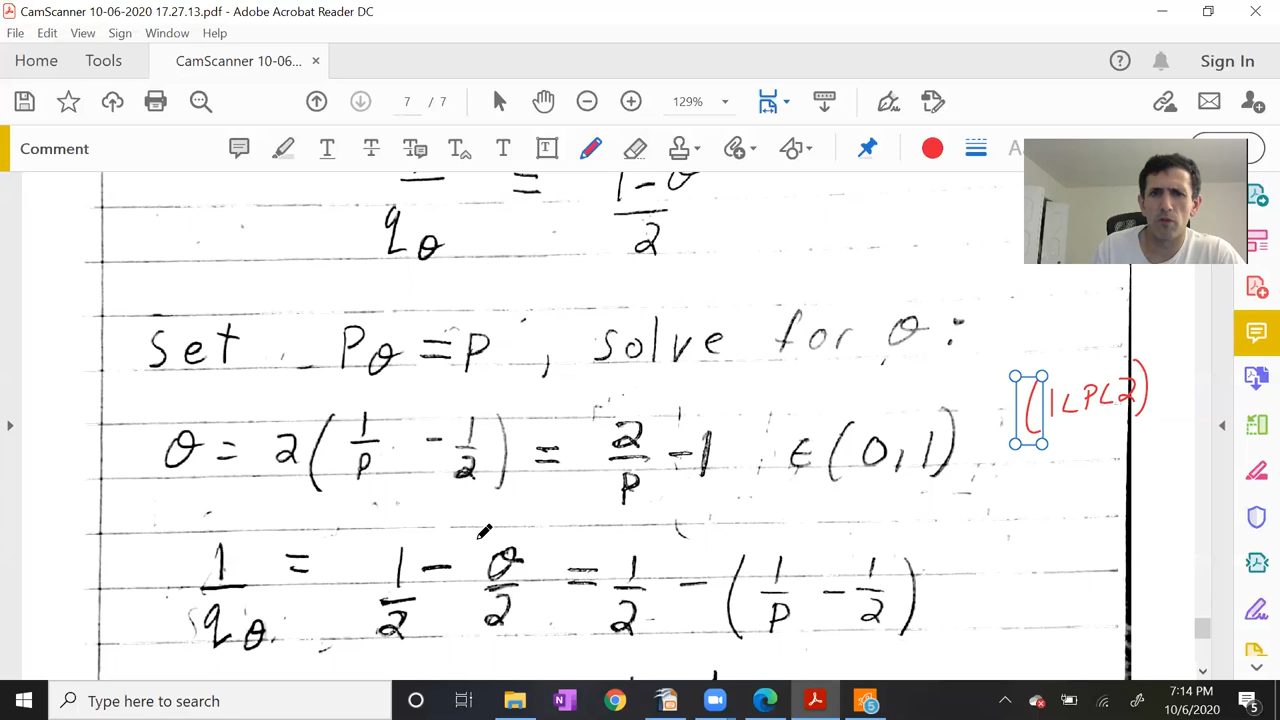 CamScanner 10-06-2020 17.27.13.pdf - Adobe Acrobat Reader DC
File Edit View Sign Window Help
Home Tools CamScanner 10-06... × Sign In
7 / 7 129%
Comment
q_θ = (1-θ)/2
Set P_θ = P, solve for θ:
(1<P<2)
θ = 2(1/P - 1/2) = 2/P - 1 ∈ (0,1)
1/q_θ = 1/2 - θ/2 = 1/2 - (1/P - 1/2)
Type here to search
5
7:14 PM
10/6/2020
5